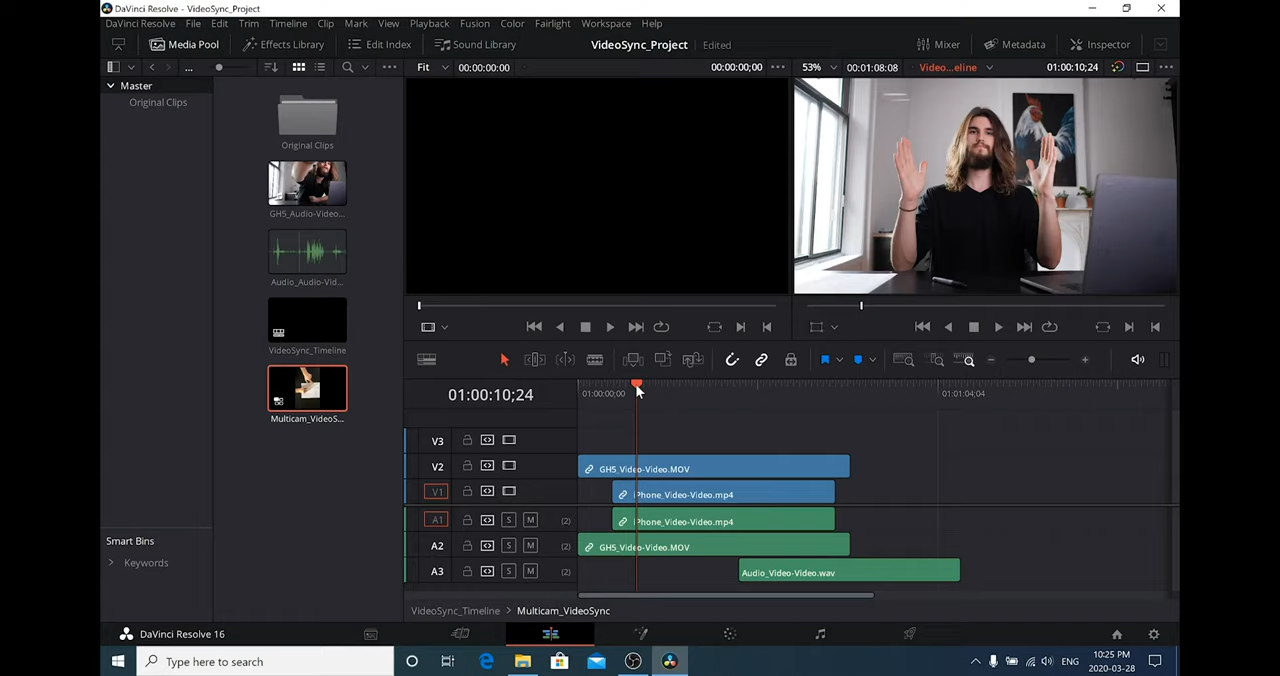 DaVinci Resolve - VideoSync_Project
DaVinci Resolve File Edit Trim Timeline Clip Mark View Playback Fusion Color Fairlight Workspace Help
Media Pool Effects Library Edit Index Sound Library VideoSync_Project Edited Mixer Metadata Inspector
... Fit 00:00:00:00 00:00:00;00 53% 00:01:08:08 Video...eline 01:00:10;24
Master
Original Clips
Original Clips
GH5_Audio-Video...
Audio_Audio-Vid...
VideoSync_Timeline
Multicam_VideoS...
Smart Bins
Keywords
01:00:10;24 01:00:00;00 01:01:04;04
V3
V2 GH5_Video-Video.MOV
V1 iPhone_Video-Video.mp4
A1 S M (2) iPhone_Video-Video.mp4
A2 S M (2) GH5_Video-Video.MOV
A3 S M (2) Audio_Video-Video.wav
VideoSync_Timeline > Multicam_VideoSync
DaVinci Resolve 16
Type here to search ENG 10:25 PM
2020-03-28